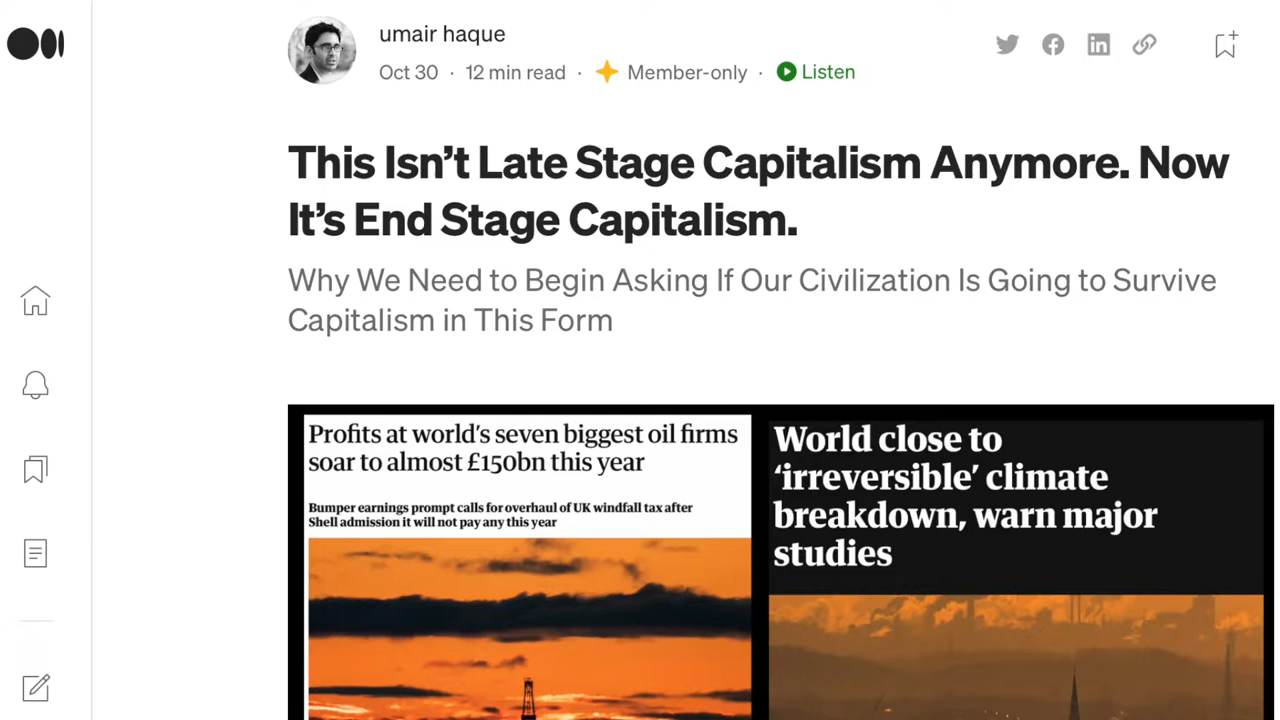 umair haque
Oct 30 · 12 min read · Member-only · Listen
This Isn’t Late Stage Capitalism Anymore. Now
It’s End Stage Capitalism.
Why We Need to Begin Asking If Our Civilization Is Going to Survive
Capitalism in This Form
Profits at world’s seven biggest oil firms
soar to almost £150bn this year
Bumper earnings prompt calls for overhaul of UK windfall tax after
Shell admission it will not pay any this year
World close to
‘irreversible’ climate
breakdown, warn major
studies